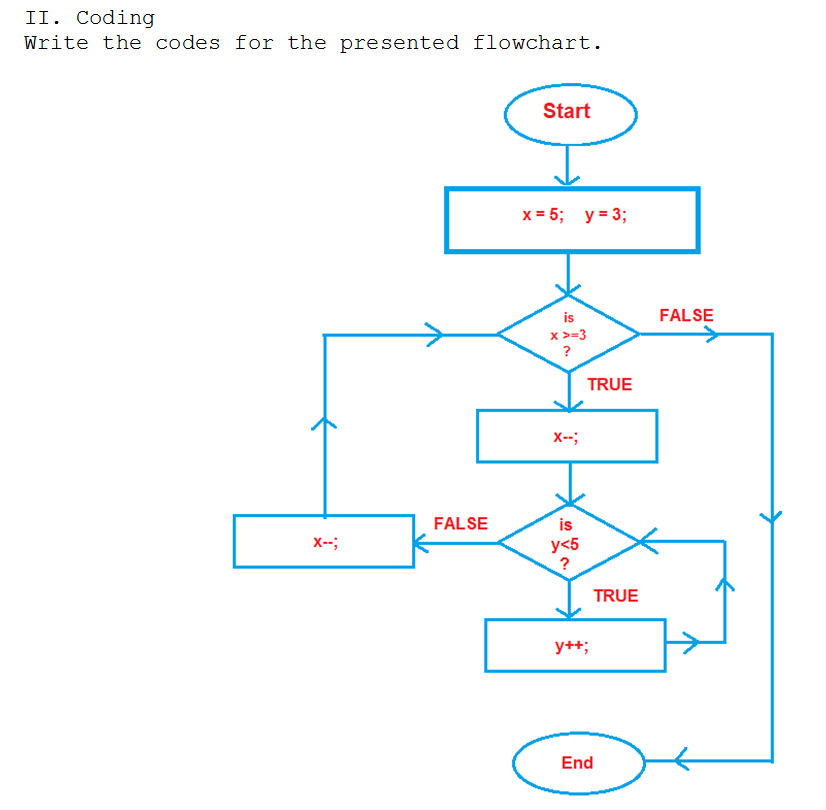 II. Coding
Write the codes for the presented flowchart.
Start
x = 5; y = 3;
is
x >=3
?
FALSE
TRUE
x--;
FALSE
is
y<5
?
x--;
TRUE
y++;
End